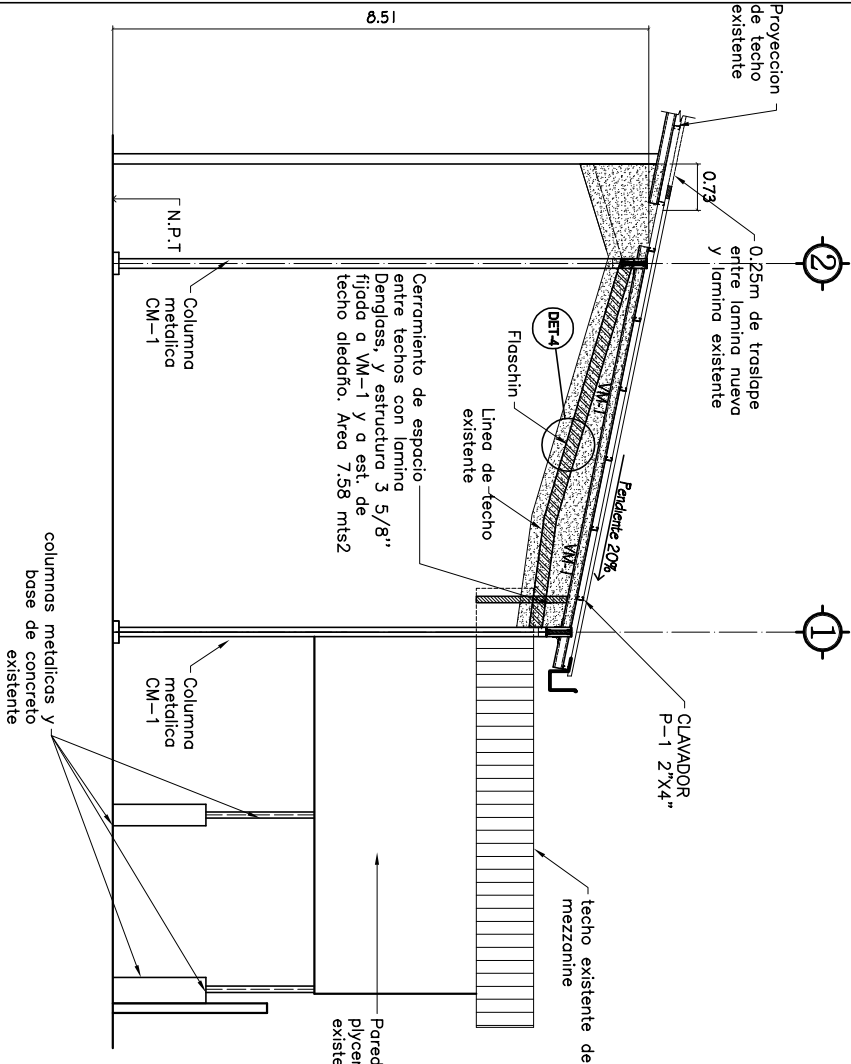 Proyeccion
de techo
existente
8.51
0.73
0.25m de traslape
entre lamina nueva
y lamina existente
2
1
N.P.T
Columna
metalica
CM-1
Cerramiento de espacio
entre techos con lamina
Denglass, y estructura 3 5/8"
fijada a VM-1 y a est. de
techo aledaño. Area 7.58 mts2
DET-4
Flaschin
Linea de techo
existente
VM-1
VM-1
Pendiente 20%
CLAVADOR
P-1 2"X4"
Columna
metalica
CM-1
columnas metalicas y
base de concreto
existente
techo existente de
mezzanine
Pared